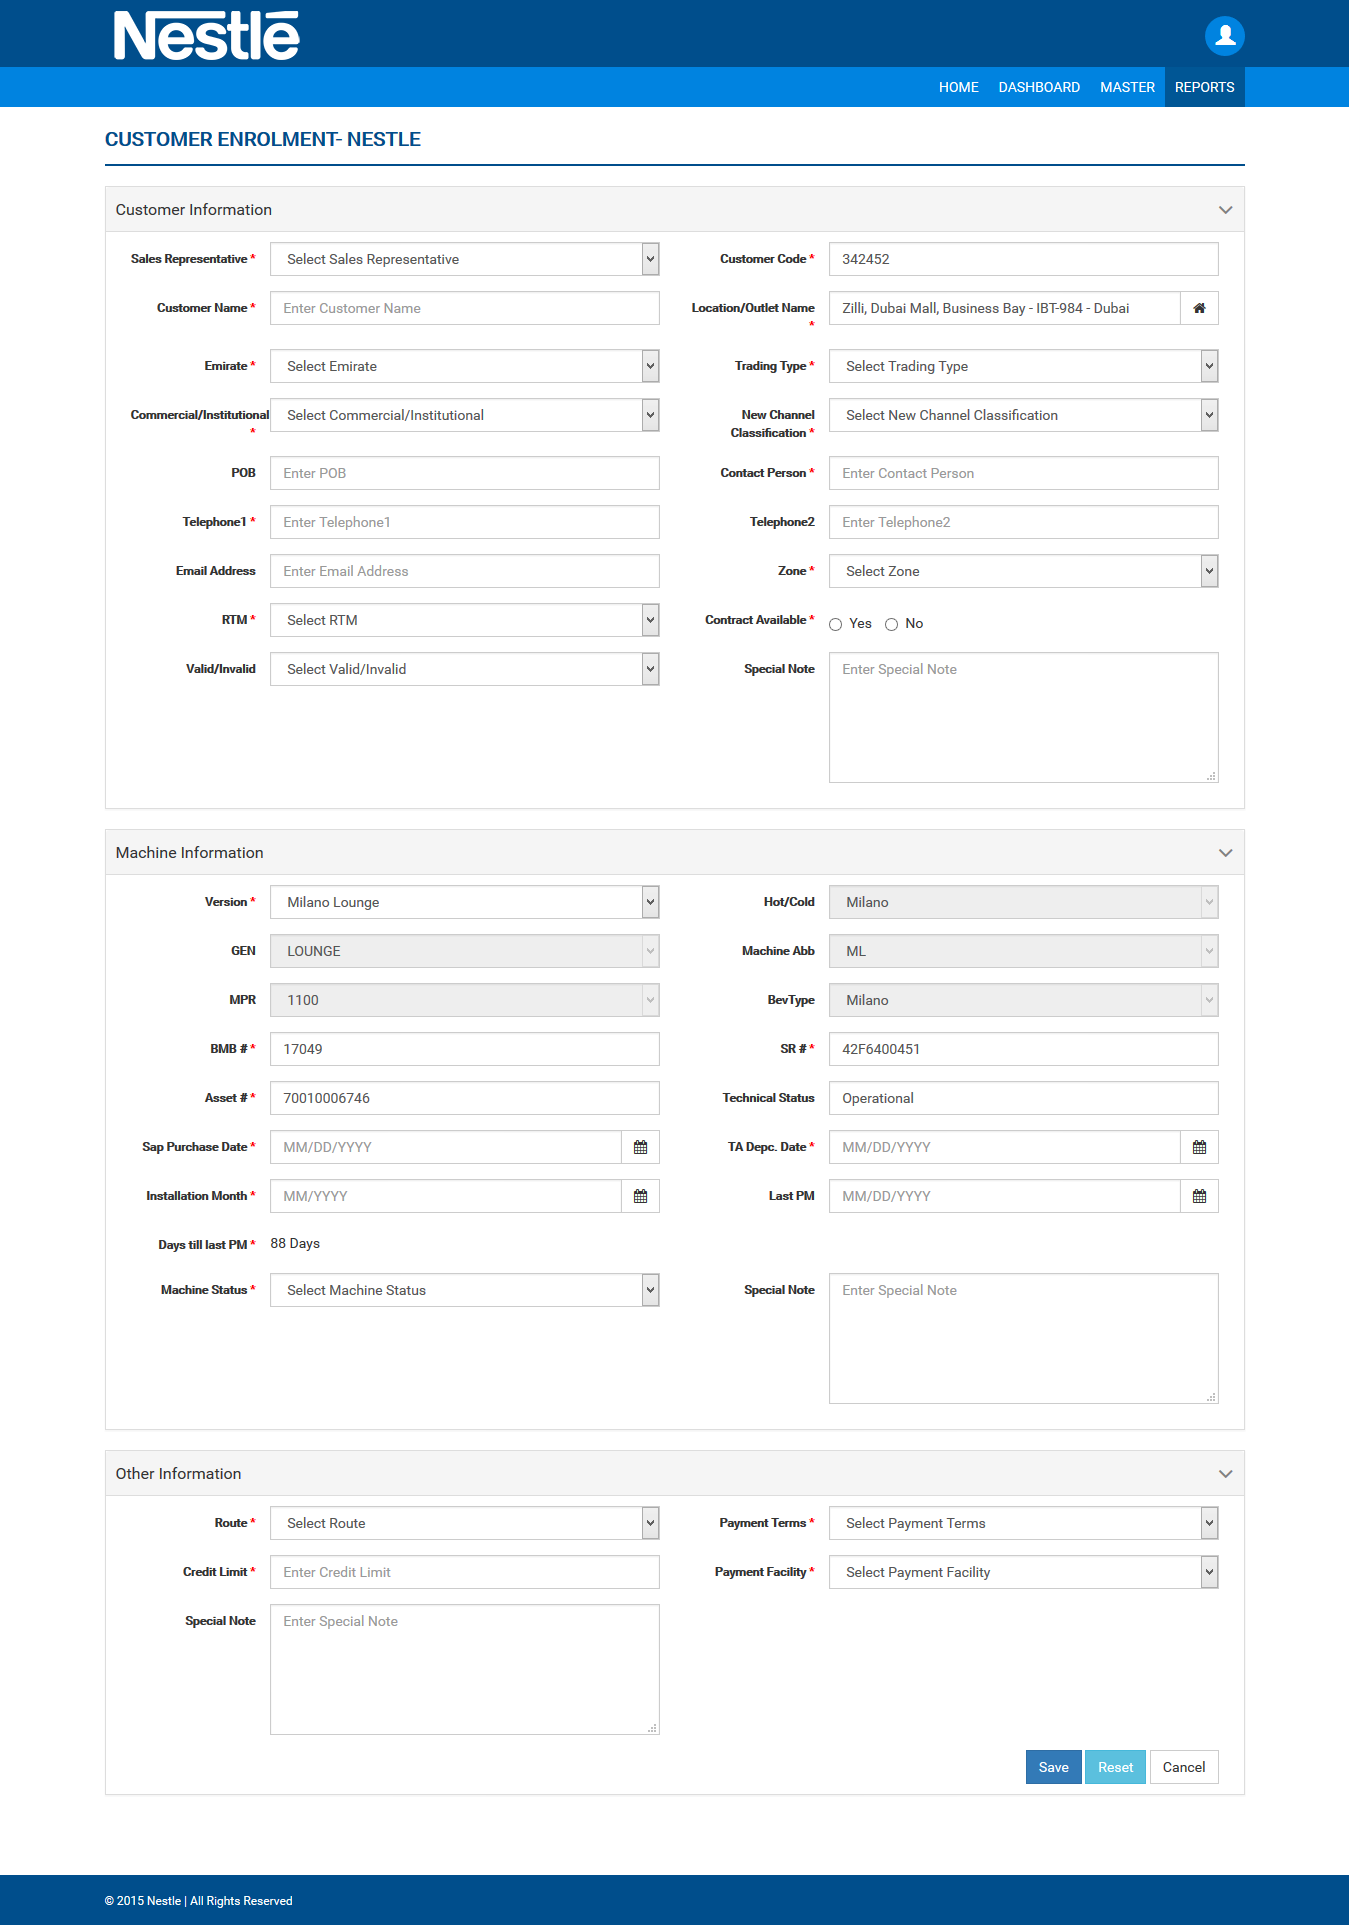 Nestlé
HOME DASHBOARD MASTER REPORTS
CUSTOMER ENROLMENT- NESTLE
Customer Information
Sales Representative * Select Sales Representative Customer Code * 342452
Customer Name * Enter Customer Name Location/Outlet Name * Zilli, Dubai Mall, Business Bay - IBT-984 - Dubai
Emirate * Select Emirate Trading Type * Select Trading Type
Commercial/Institutional * Select Commercial/Institutional New Channel Classification * Select New Channel Classification
POB Enter POB Contact Person * Enter Contact Person
Telephone1 * Enter Telephone1 Telephone2 Enter Telephone2
Email Address Enter Email Address Zone * Select Zone
RTM * Select RTM Contract Available * Yes No
Valid/Invalid Select Valid/Invalid Special Note Enter Special Note
Machine Information
Version * Milano Lounge Hot/Cold Milano
GEN LOUNGE Machine Abb ML
MPR 1100 BevType Milano
BMB # * 17049 SR # * 42F6400451
Asset # * 70010006746 Technical Status Operational
Sap Purchase Date * MM/DD/YYYY TA Depc. Date * MM/DD/YYYY
Installation Month * MM/YYYY Last PM MM/DD/YYYY
Days till last PM * 88 Days
Machine Status * Select Machine Status Special Note Enter Special Note
Other Information
Route * Select Route Payment Terms * Select Payment Terms
Credit Limit * Enter Credit Limit Payment Facility * Select Payment Facility
Special Note Enter Special Note
Save Reset Cancel
© 2015 Nestle | All Rights Reserved